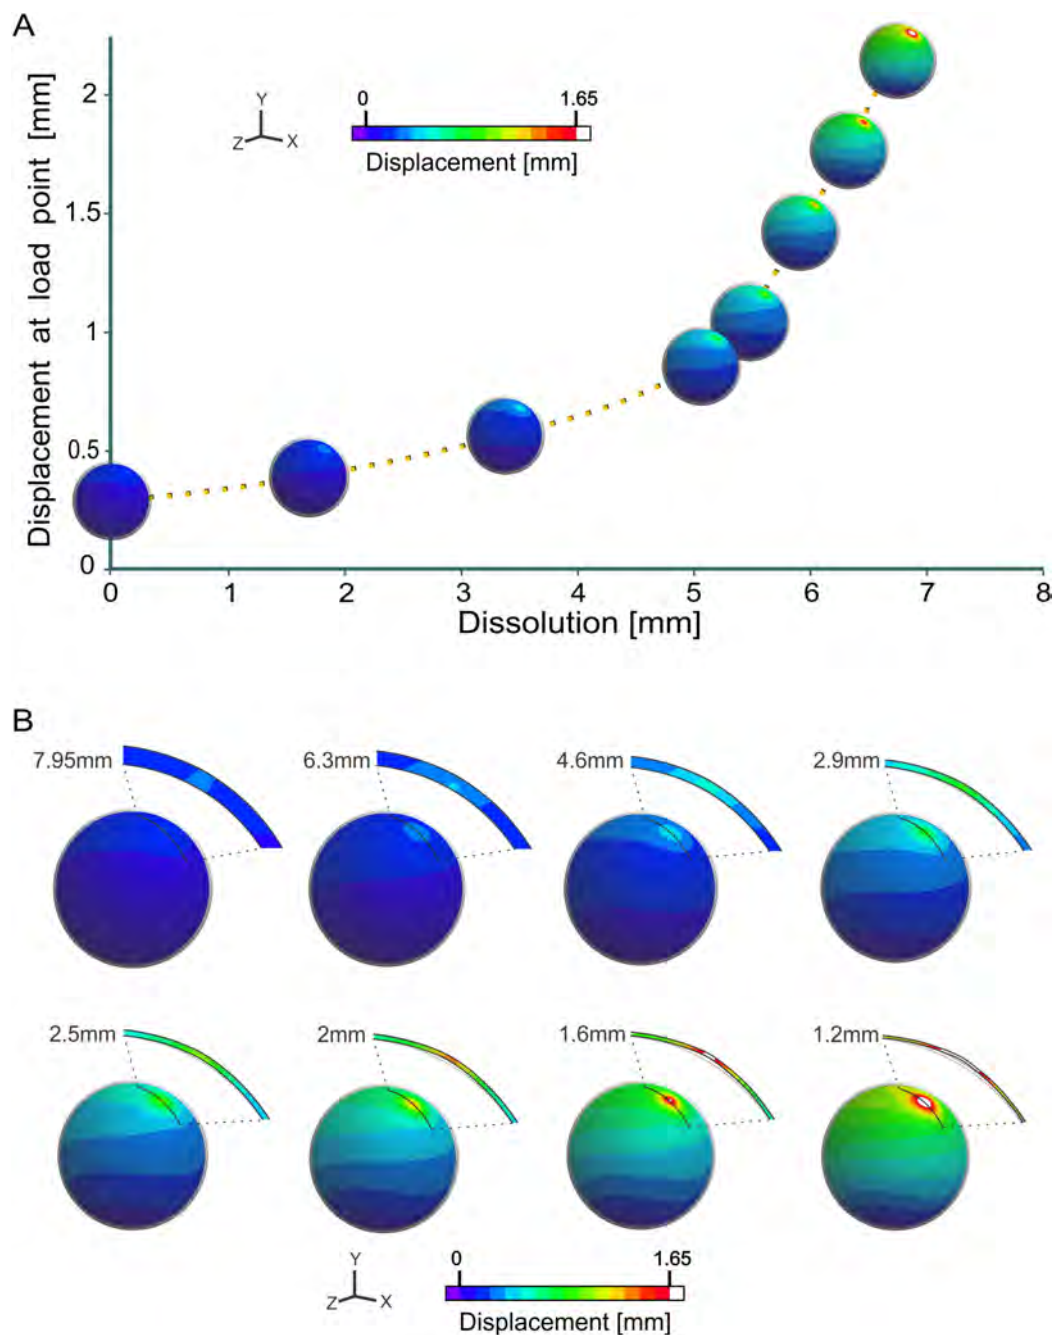 A
Displacement at load point [mm]
2
1.5
1
0.5
0
0 1.65
Y
Z X
Displacement [mm]
0 1 2 3 4 5 6 7 8
Dissolution [mm]
B
7.95mm 6.3mm 4.6mm 2.9mm
2.5mm 2mm 1.6mm 1.2mm
Y
Z X
0 1.65
Displacement [mm]